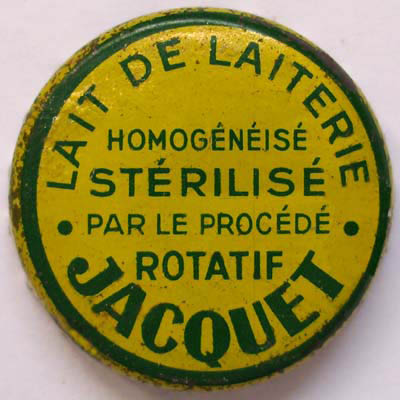 LAIT DE LAITERIE
HOMOGÉNÉISÉ
STÉRILISÉ
• PAR LE PROCÉDÉ •
ROTATIF
JACQUET